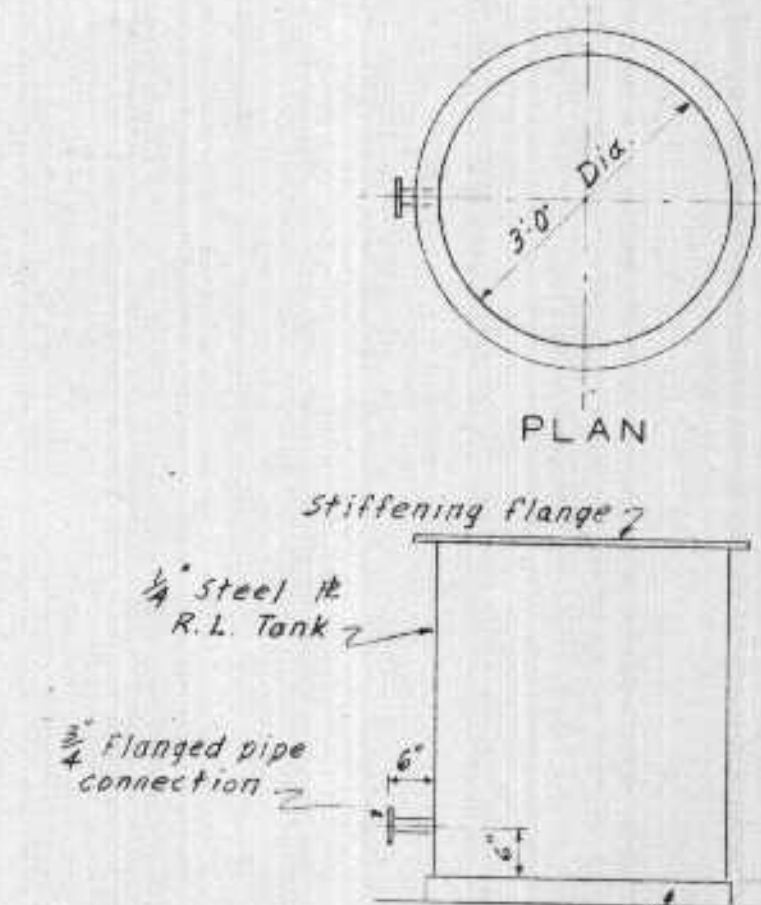 3'-0" Dia.
PLAN
Stiffening flange
1/4" Steel ℔
R.L. Tank
3/4" Flanged pipe
connection
6"
6"